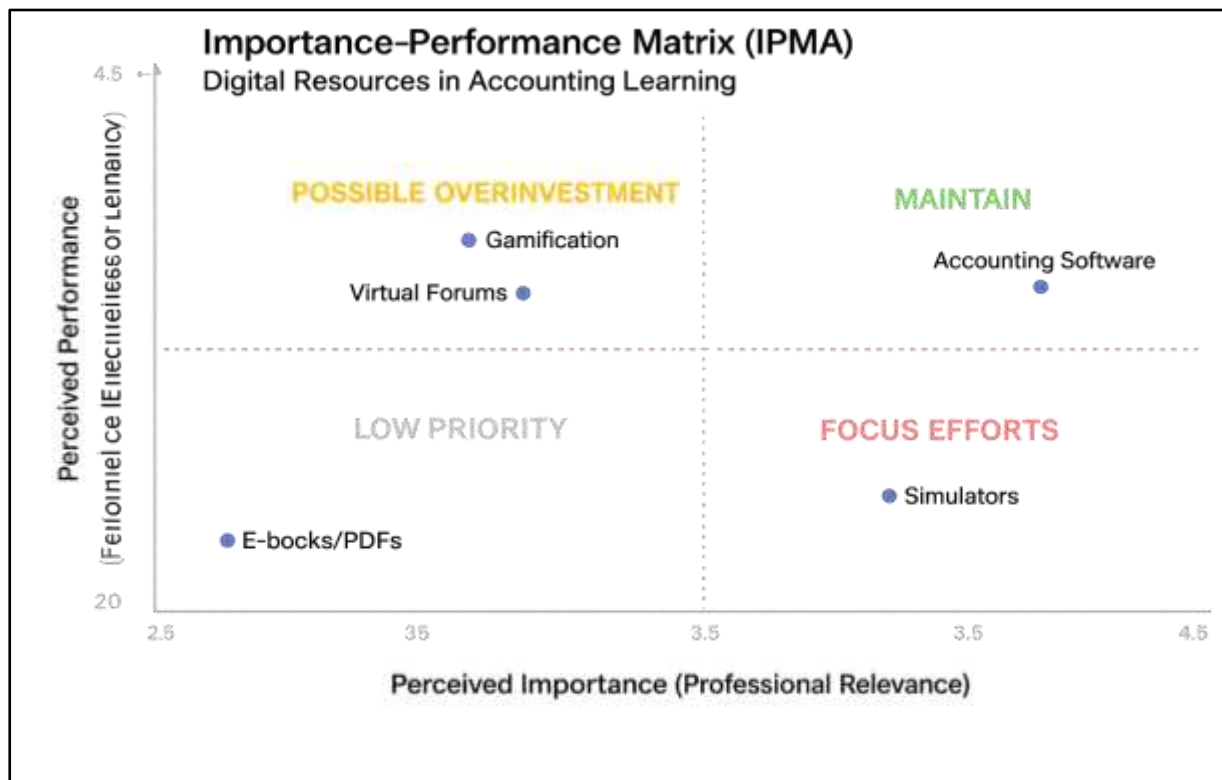 Importance-Performance Matrix (IPMA)
Digital Resources in Accounting Learning
4.5
POSSIBLE OVERINVESTMENT
MAINTAIN
Gamification
Accounting Software
Virtual Forums
Perceived Performance
LOW PRIORITY
FOCUS EFFORTS
Simulators
E-bocks/PDFs
20
2.5 35 3.5 3.5 4.5
Perceived Importance (Professional Relevance)